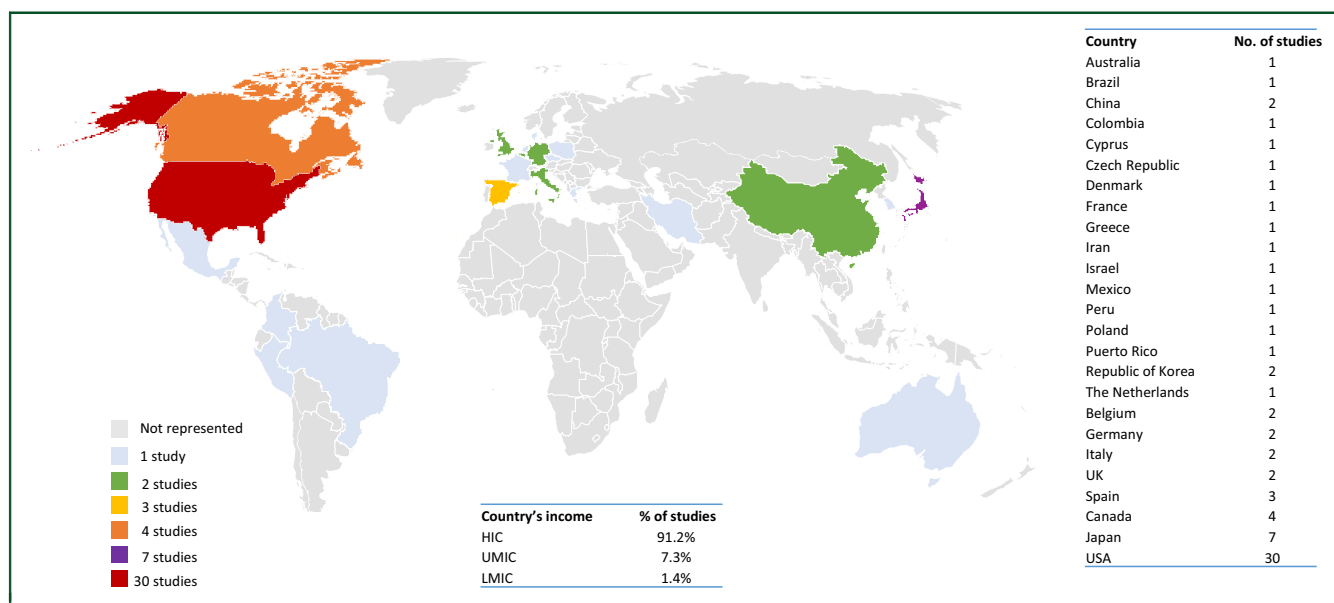 Not represented
1 study
2 studies
3 studies
4 studies
7 studies
30 studies
Country's income % of studies
HIC 91.2%
UMIC 7.3%
LMIC 1.4%
Country No. of studies
Australia 1
Brazil 1
China 2
Colombia 1
Cyprus 1
Czech Republic 1
Denmark 1
France 1
Greece 1
Iran 1
Israel 1
Mexico 1
Peru 1
Poland 1
Puerto Rico 1
Republic of Korea 2
The Netherlands 1
Belgium 2
Germany 2
Italy 2
UK 2
Spain 3
Canada 4
Japan 7
USA 30